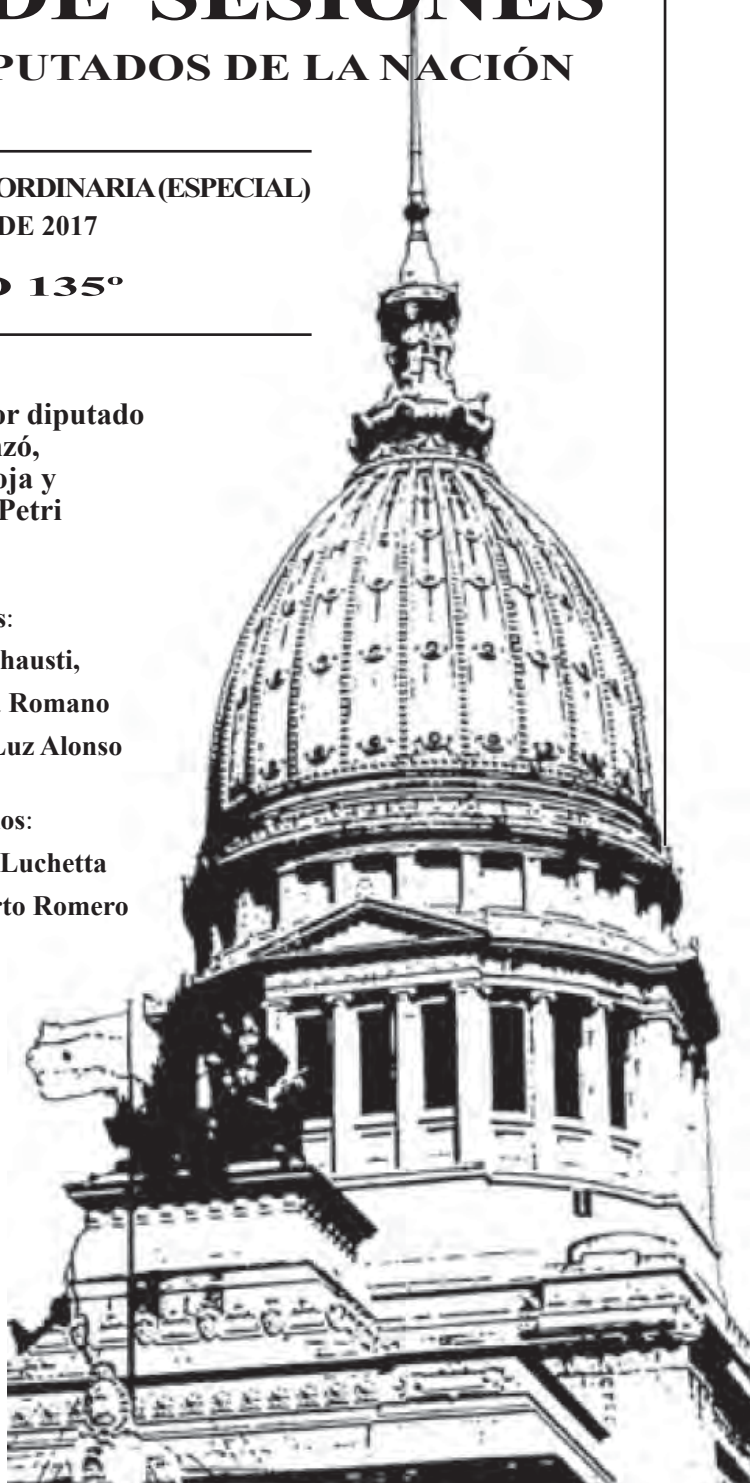 DE SESIONES
PUTADOS DE LA NACIÓN
ORDINARIA (ESPECIAL)
DE 2017
O 135º
or diputado
nzó,
oja y
Petri
s:
hausti,
Romano
Luz Alonso
os:
Luchetta
rto Romero